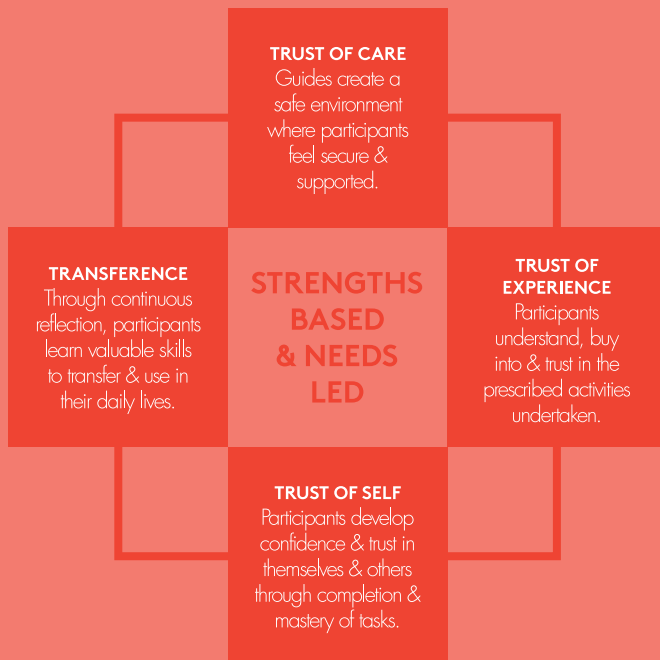 TRUST OF CARE
Guides create a
safe environment
where participants
feel secure &
supported.
TRANSFERENCE
Through continuous
reflection, participants
learn valuable skills
to transfer & use in
their daily lives.
STRENGTHS
BASED
& NEEDS
LED
TRUST OF
EXPERIENCE
Participants
understand, buy
into & trust in the
prescribed activities
undertaken.
TRUST OF SELF
Participants develop
confidence & trust in
themselves & others
through completion &
mastery of tasks.